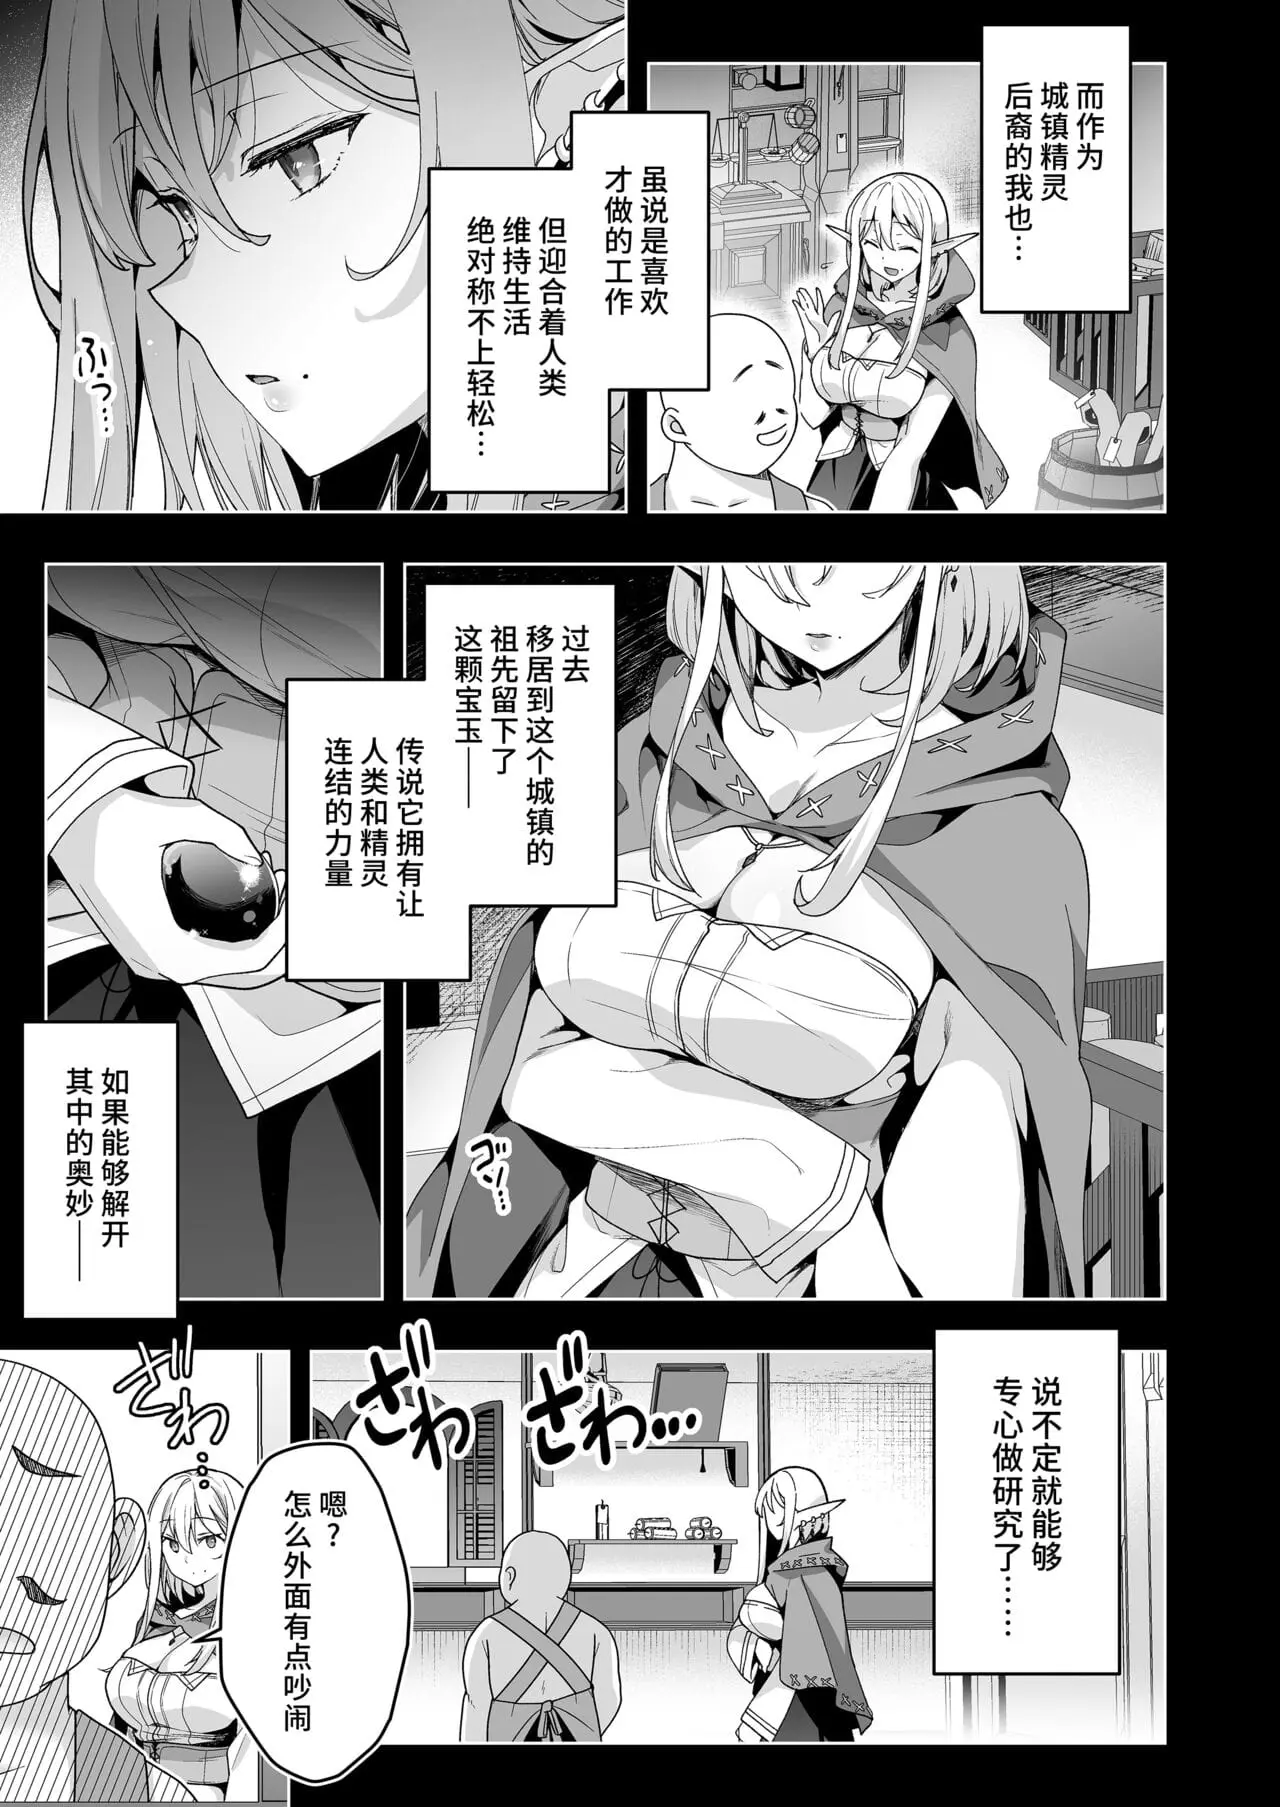 而作为
城镇精灵
后裔的我也…
虽说是喜欢
才做的工作
但迎合着人类
维持生活
绝对称不上轻松…
ふぅ…
过去
移居到这个城镇的
祖先留下了
这颗宝玉——
ゴソ…
传说它拥有让
人类和精灵
连结的力量
如果能够解开
其中的奥妙——
说不定就能够
专心做研究了……
ざわ…
ざわ
嗯?
怎么外面有点吵闹
ざわ…